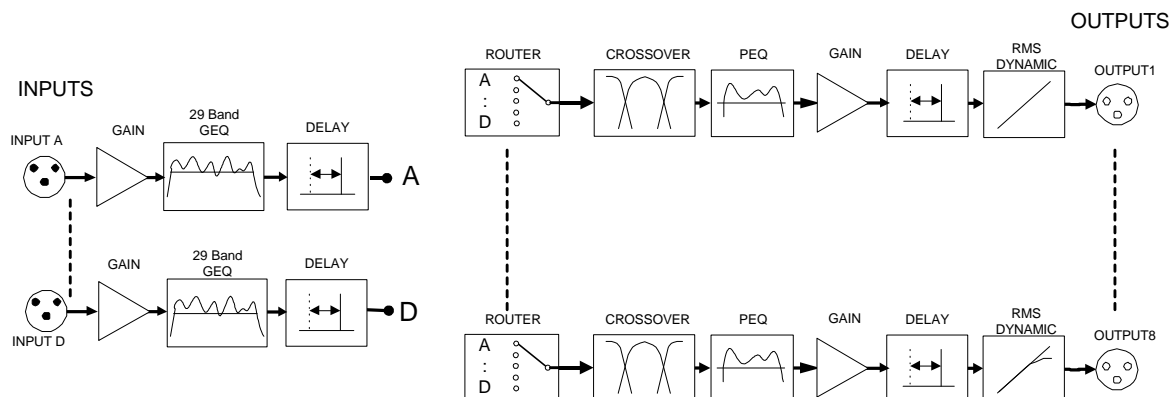 INPUTS
INPUT A
GAIN
29 Band
GEQ
DELAY
A
INPUT D
GAIN
29 Band
GEQ
DELAY
D
OUTPUTS
ROUTER
A
:
D
CROSSOVER
PEQ
GAIN
DELAY
RMS
DYNAMIC
OUTPUT1
ROUTER
A
:
D
CROSSOVER
PEQ
GAIN
DELAY
RMS
DYNAMIC
OUTPUT8